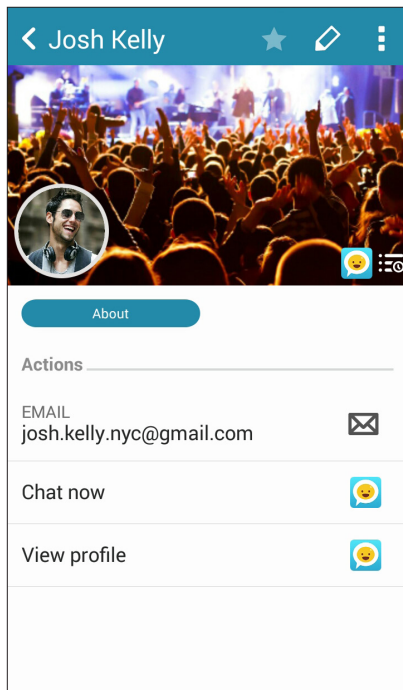 Josh Kelly
About
Actions
EMAIL
josh.kelly.nyc@gmail.com
Chat now
View profile